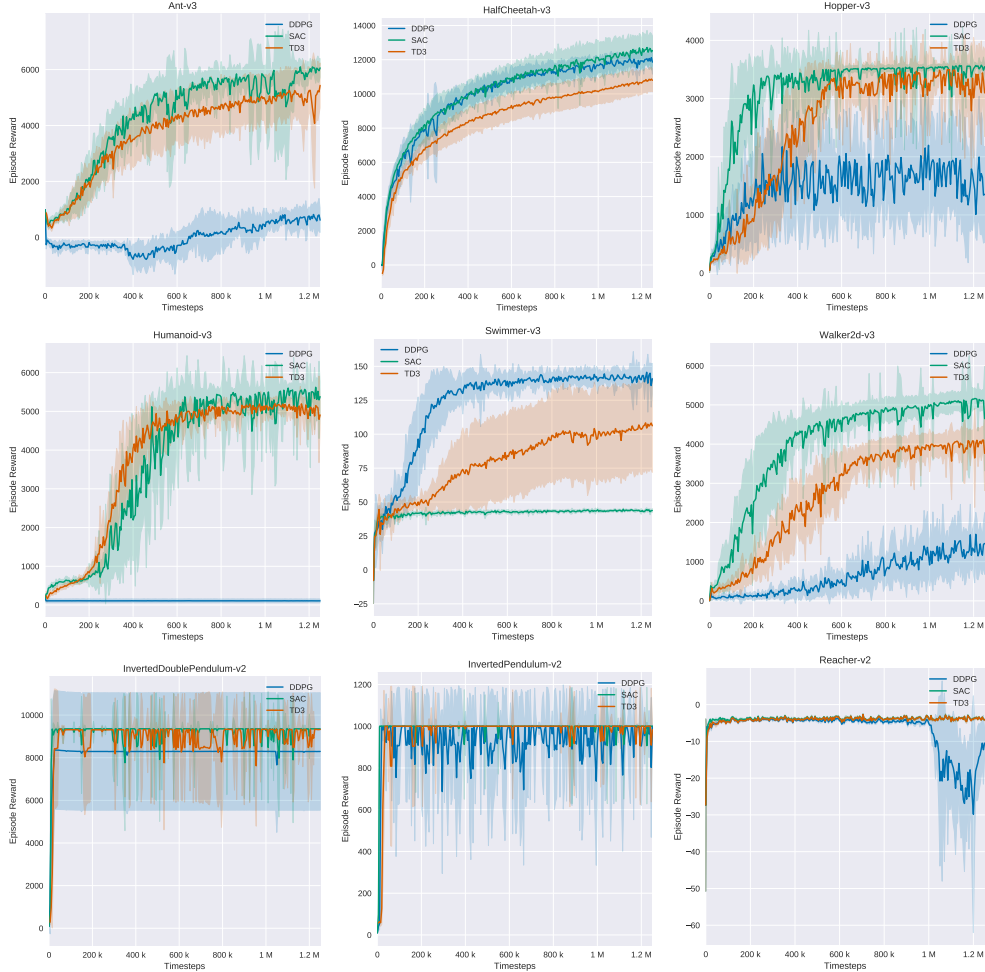 Ant-v3
DDPG
SAC
TD3
6000
4000
2000
0
Episode Reward
0 200 k 400 k 600 k 800 k 1 M 1.2 M
Timesteps
HalfCheetah-v3
DDPG
SAC
TD3
14000
12000
10000
8000
6000
4000
2000
0
Episode Reward
0 200 k 400 k 600 k 800 k 1 M 1.2 M
Timesteps
Hopper-v3
DDPG
SAC
TD3
4000
3000
2000
1000
0
Episode Reward
0 200 k 400 k 600 k 800 k 1 M 1.2 M
Timesteps
Humanoid-v3
DDPG
SAC
TD3
6000
5000
4000
3000
2000
1000
0
Episode Reward
0 200 k 400 k 600 k 800 k 1 M 1.2 M
Timesteps
Swimmer-v3
DDPG
SAC
TD3
150
125
100
75
50
25
0
−25
Episode Reward
0 200 k 400 k 600 k 800 k 1 M 1.2 M
Timesteps
Walker2d-v3
DDPG
SAC
TD3
6000
5000
4000
3000
2000
1000
0
Episode Reward
0 200 k 400 k 600 k 800 k 1 M 1.2 M
Timesteps
InvertedDoublePendulum-v2
DDPG
SAC
TD3
10000
8000
6000
4000
2000
0
Episode Reward
0 200 k 400 k 600 k 800 k 1 M 1.2 M
Timesteps
InvertedPendulum-v2
DDPG
SAC
TD3
1200
1000
800
600
400
200
0
Episode Reward
0 200 k 400 k 600 k 800 k 1 M 1.2 M
Timesteps
Reacher-v2
DDPG
SAC
TD3
0
−10
−20
−30
−40
−50
−60
Episode Reward
0 200 k 400 k 600 k 800 k 1 M 1.2 M
Timesteps